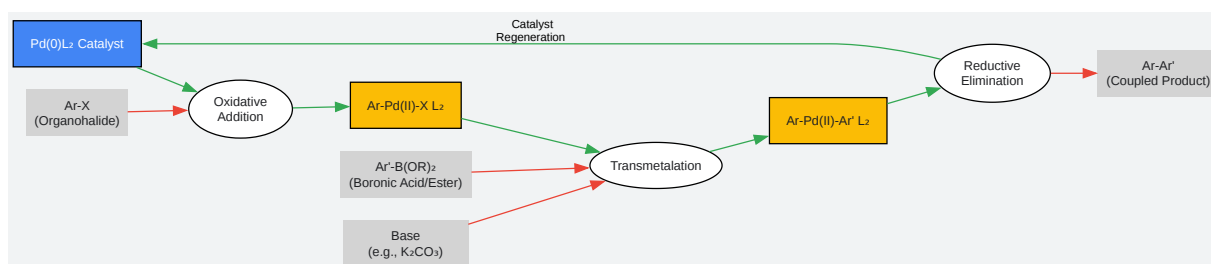 Catalyst
Regeneration
Pd(0)L₂ Catalyst
Ar-X
(Organohalide)
Oxidative
Addition
Ar-Pd(II)-X L₂
Ar'-B(OR)₂
(Boronic Acid/Ester)
Base
(e.g., K₂CO₃)
Transmetalation
Ar-Pd(II)-Ar' L₂
Reductive
Elimination
Ar-Ar'
(Coupled Product)